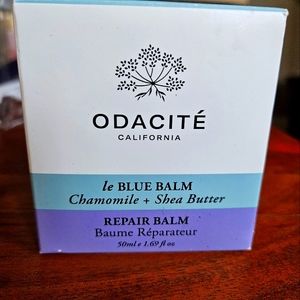 ODACITÉ
CALIFORNIA
le BLUE BALM
Chamomile + Shea Butter
REPAIR BALM
Baume Réparateur
50ml e 1.69 fl oz